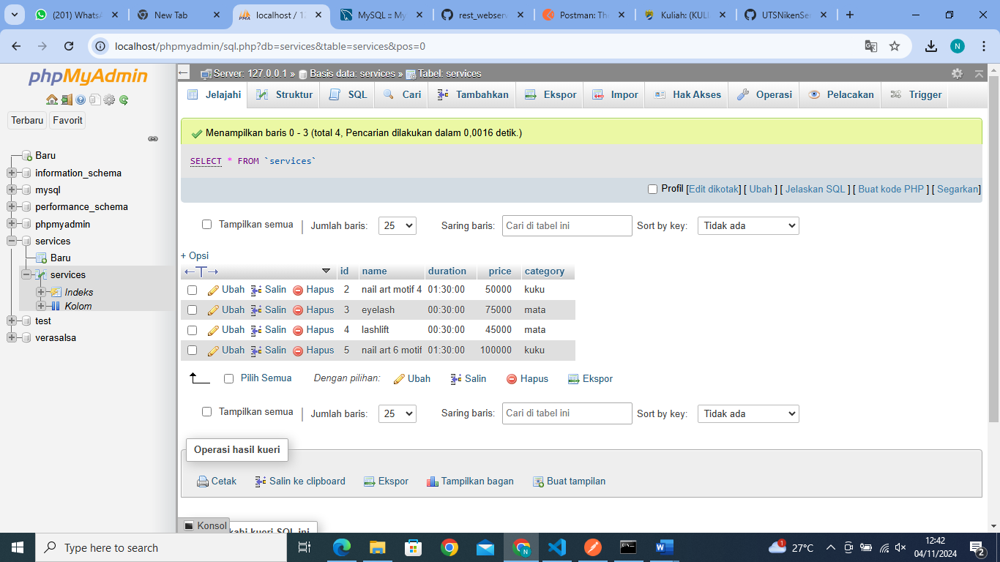 (201) WhatsA
New Tab
localhost / 12
MySQL :: My
rest_webserv
Postman: The
Kuliah: (KULI
UTSNikenSe
localhost/phpmyadmin/sql.php?db=services&table=services&pos=0
N
phpMyAdmin
Terbaru Favorit
Baru
information_schema
mysql
performance_schema
phpmyadmin
services
Baru
services
Indeks
Kolom
test
verasalsa
Server: 127.0.0.1 » Basis data: services » Tabel: services
Jelajahi Struktur SQL Cari Tambahkan Ekspor Impor Hak Akses Operasi Pelacakan Trigger
Menampilkan baris 0 - 3 (total 4, Pencarian dilakukan dalam 0,0016 detik.)
SELECT * FROM `services`
Profil [Edit dikotak] [ Ubah ] [ Jelaskan SQL ] [ Buat kode PHP ] [ Segarkan]
Tampilkan semua | Jumlah baris: 25 Saring baris: Cari di tabel ini Sort by key: Tidak ada
+ Opsi
←T→ id name duration price category
Ubah Salin Hapus 2 nail art motif 4 01:30:00 50000 kuku
Ubah Salin Hapus 3 eyelash 00:30:00 75000 mata
Ubah Salin Hapus 4 lashlift 00:30:00 45000 mata
Ubah Salin Hapus 5 nail art 6 motif 01:30:00 100000 kuku
Pilih Semua Dengan pilihan: Ubah Salin Hapus Ekspor
Tampilkan semua | Jumlah baris: 25 Saring baris: Cari di tabel ini Sort by key: Tidak ada
Operasi hasil kueri
Cetak Salin ke clipboard Ekspor Tampilkan bagan Buat tampilan
Konsol
kueri SQL ini
Type here to search
1
27°C
12:42
04/11/2024
2